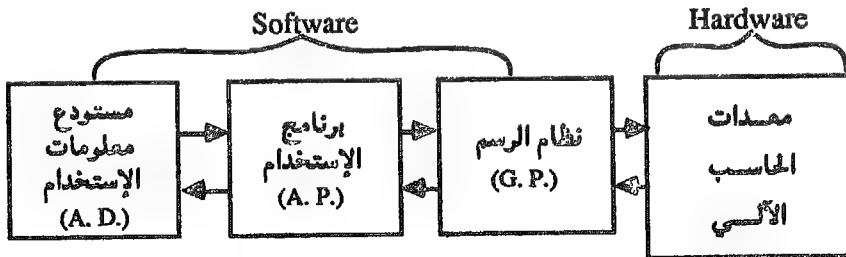 Software
Hardware
مستودع
معلومات
الإستخدام
(A. D.)
برنامج
الإستخدام
(A. P.)
نظام الرسم
(G. P.)
معدات
الحاسب
الآلي